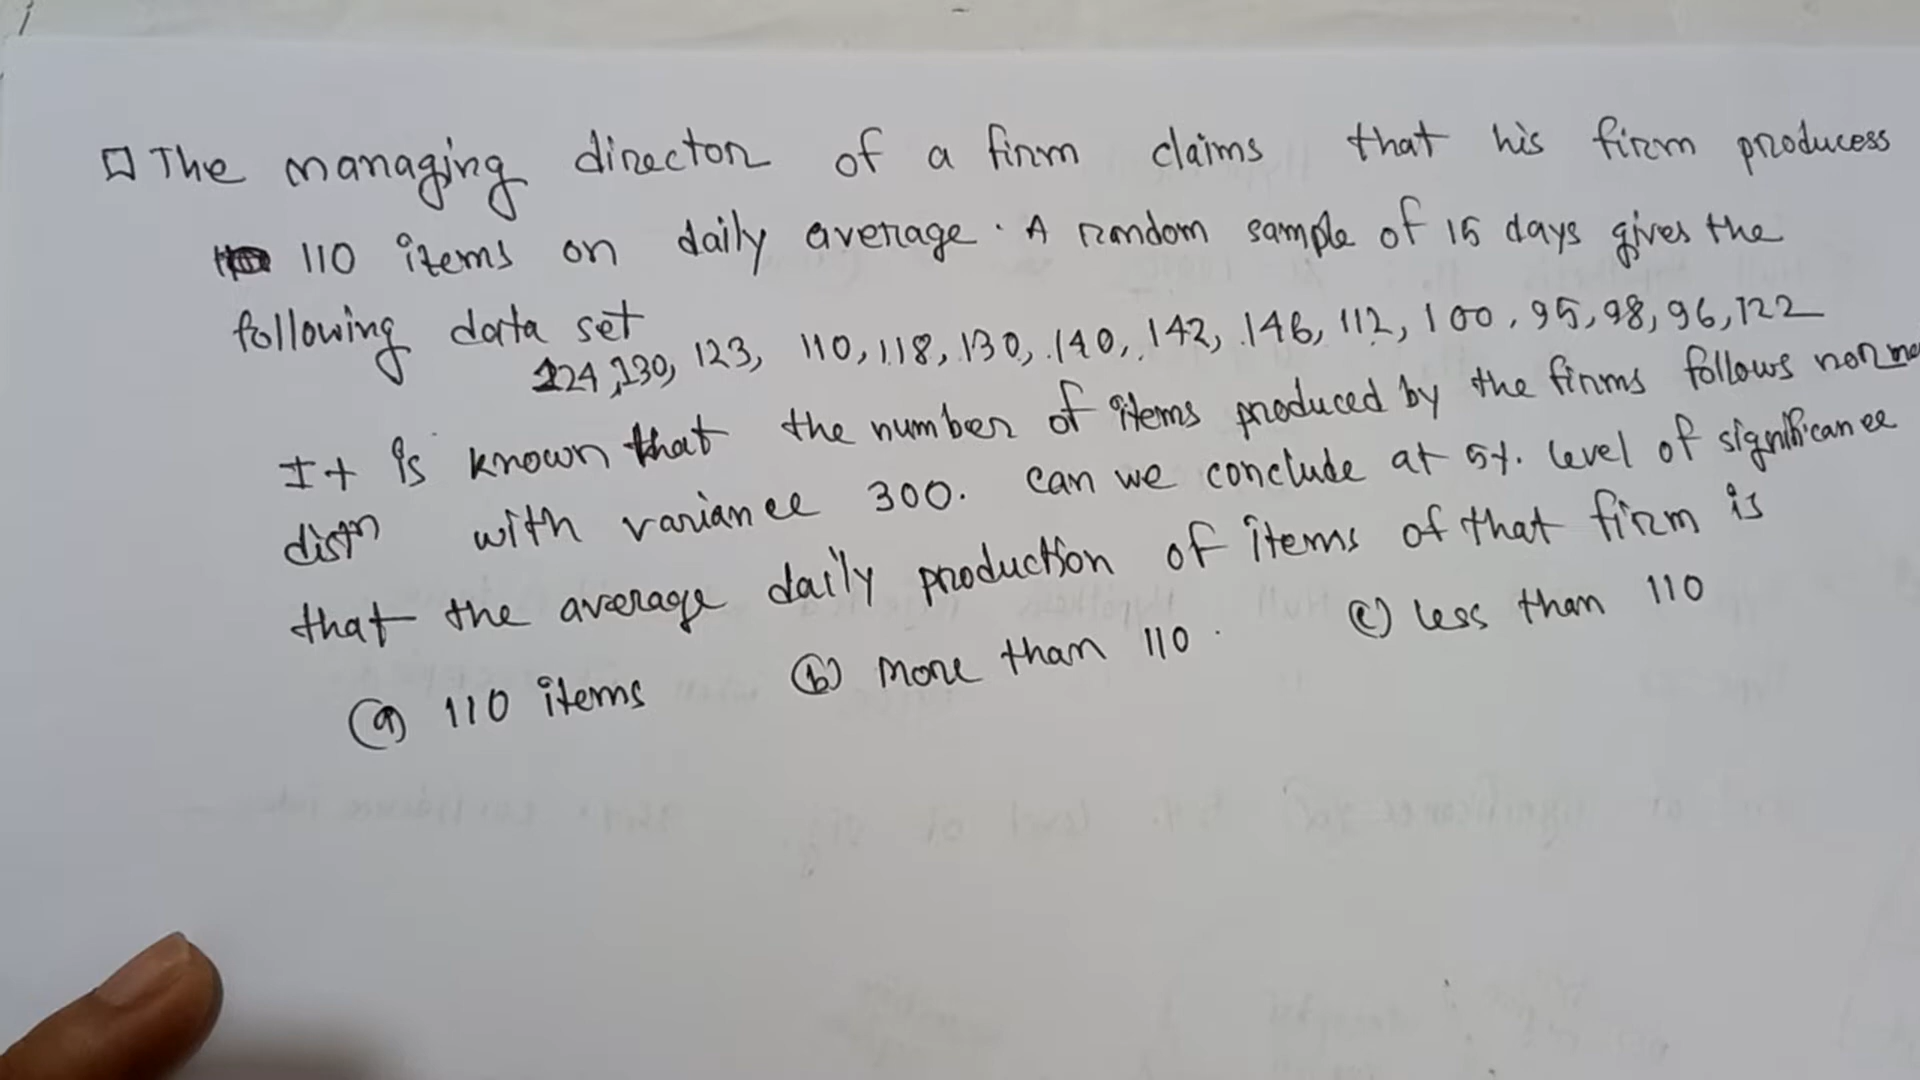 The managing director of a firm claims that his firm producess
110 items on daily average. A random sample of 15 days gives the
following data set
124, 130, 123, 110, 118, 130, 140, 142, 146, 112, 100, 95, 98, 96, 122
It is known that the number of items produced by the firms follows
distn with variance 300. can we conclude at 5%. level of significance
that the average daily production of items of that firm is
(a) 110 items (b) More than 110. (c) Less than 110